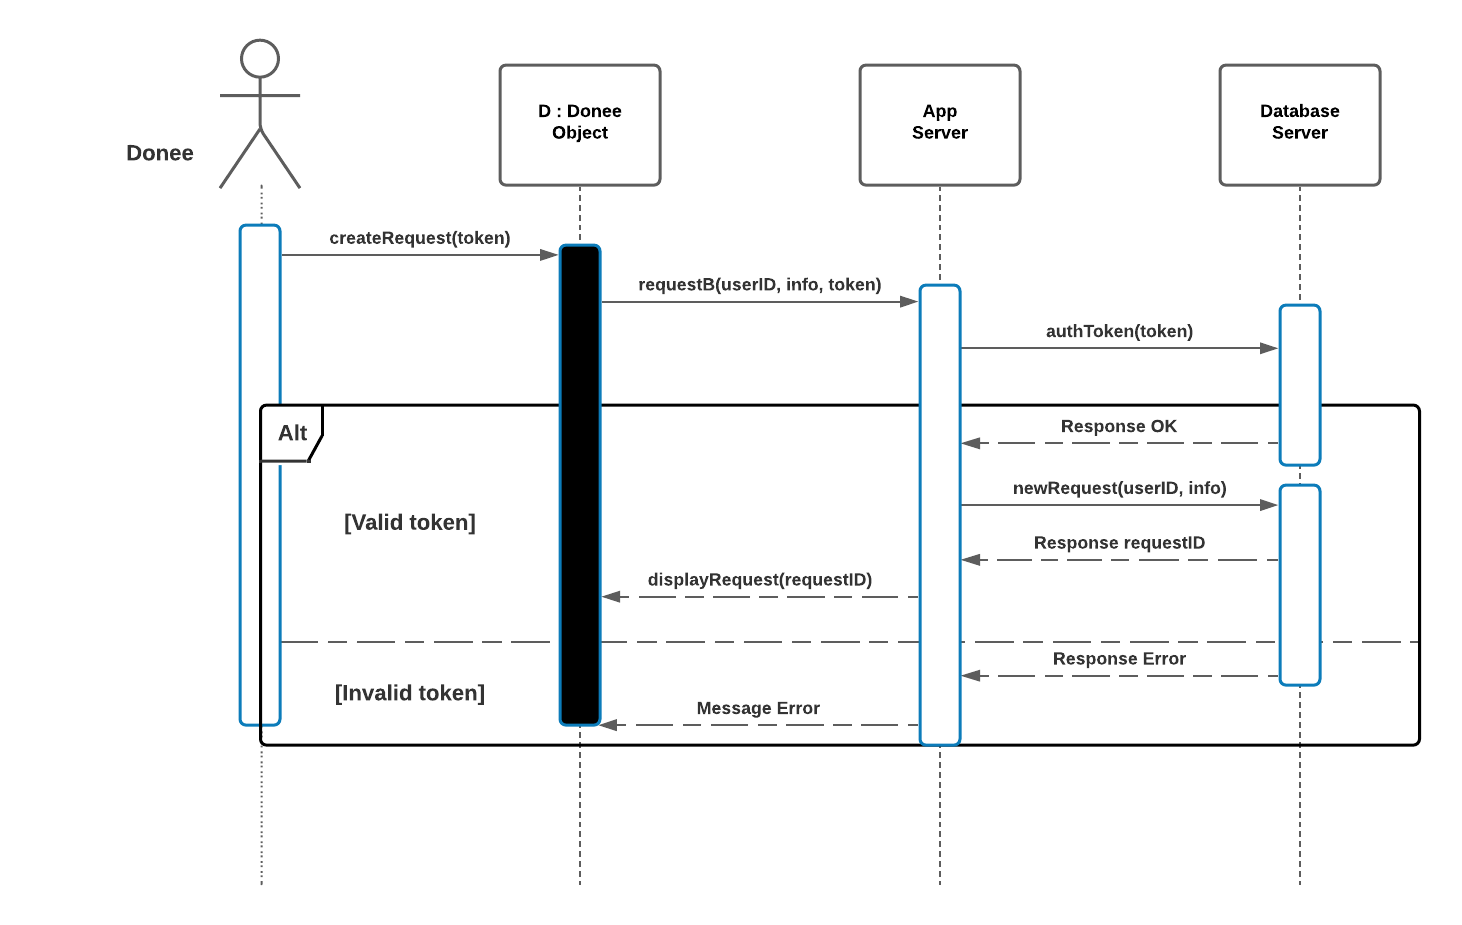 D : Donee
Object
App
Server
Database
Server
Donee
createRequest(token)
requestB(userID, info, token)
authToken(token)
Alt
Response OK
newRequest(userID, info)
[Valid token]
Response requestID
displayRequest(requestID)
Response Error
[Invalid token]
Message Error